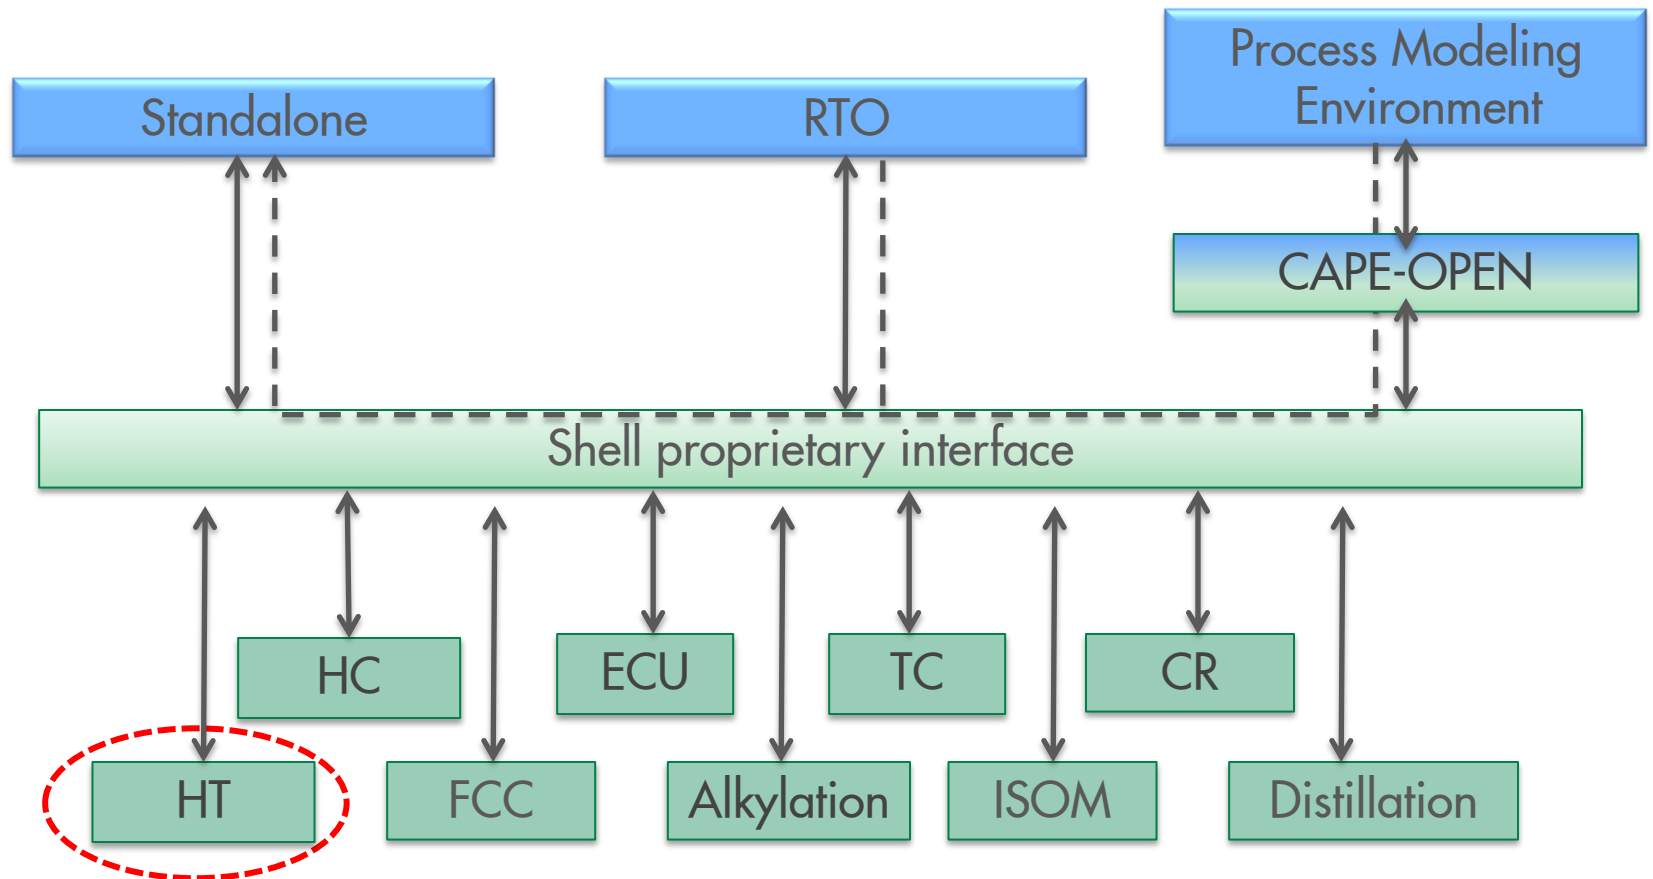 Standalone
RTO
Process Modeling
Environment
CAPE-OPEN
Shell proprietary interface
HC
ECU
TC
CR
HT
FCC
Alkylation
ISOM
Distillation